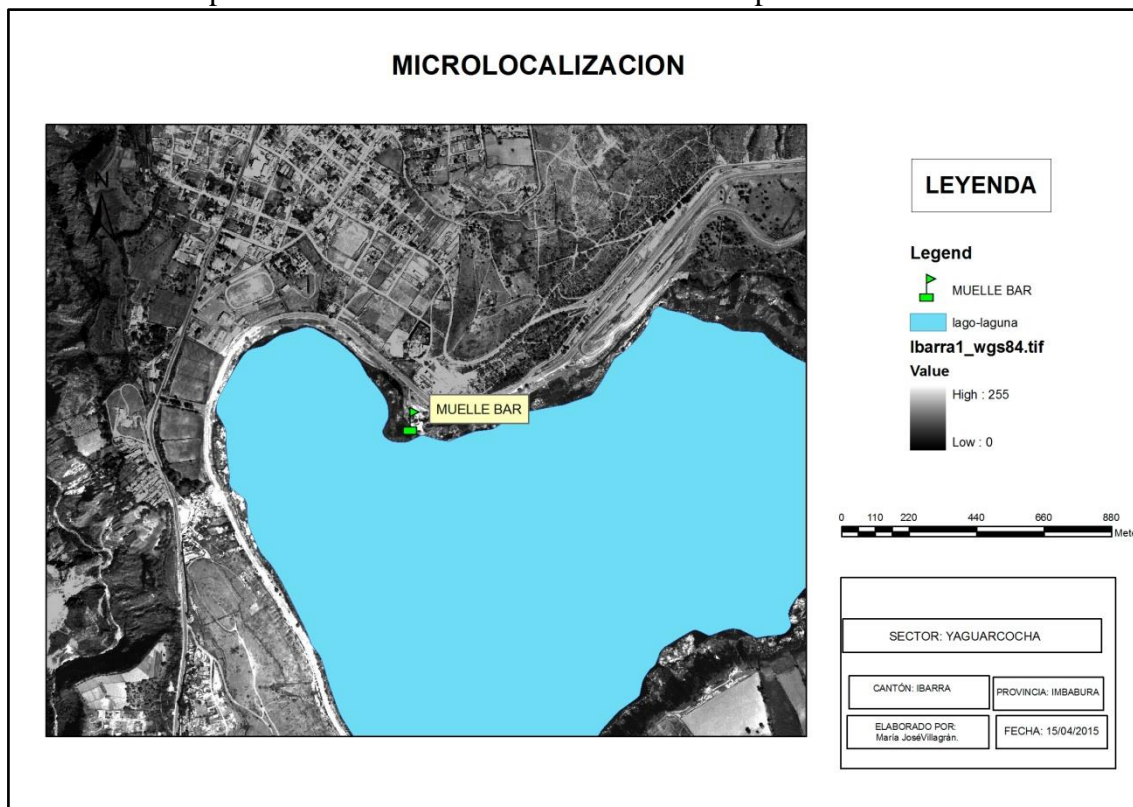 MICROLOCALIZACION
N
MUELLE BAR
LEYENDA
Legend
MUELLE BAR
lago-laguna
Ibarra1_wgs84.tif
Value
High : 255
Low : 0
0 110 220 440 660 880
Mete
SECTOR: YAGUARCOCHA
CANTÓN: IBARRA
PROVINCIA: IMBABURA
ELABORADO POR:
María JoséVillagrán.
FECHA: 15/04/2015